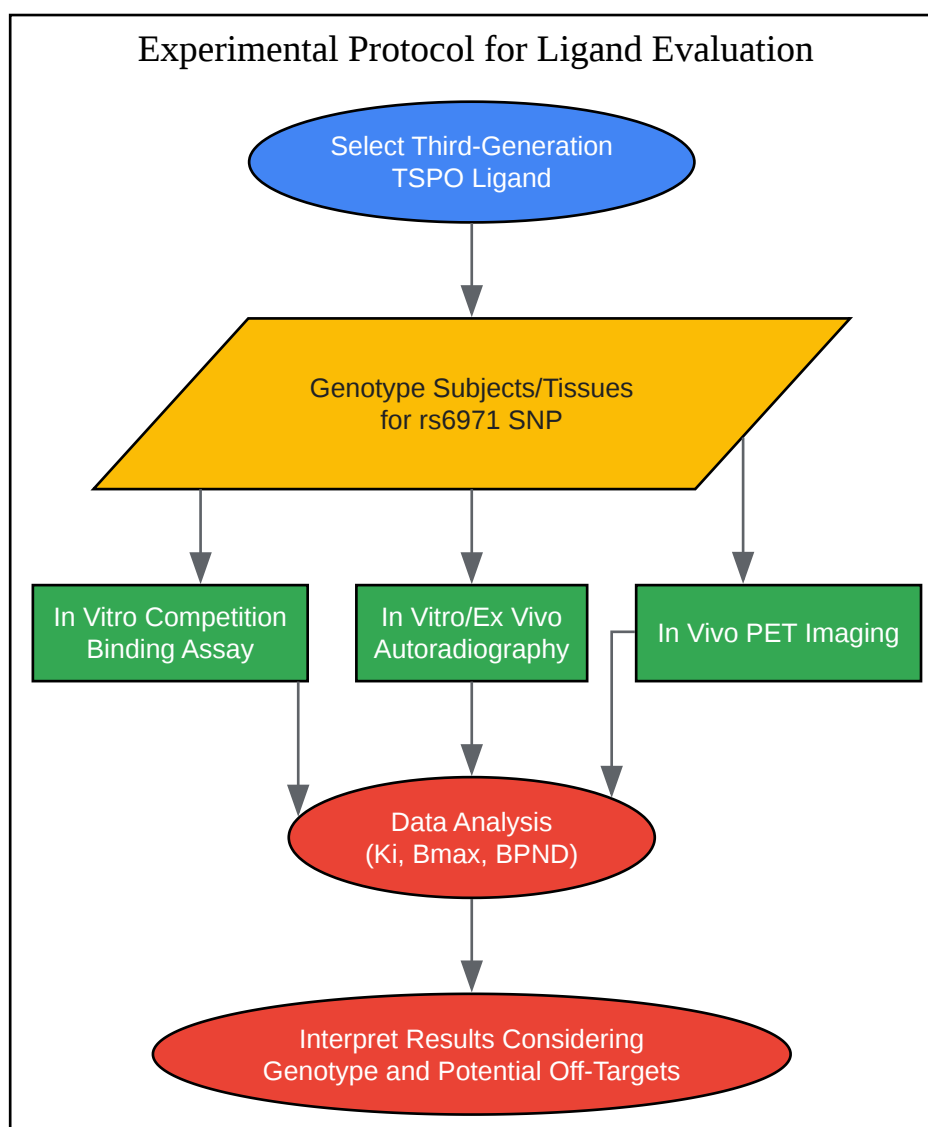 Experimental Protocol for Ligand Evaluation
Select Third-Generation
TSPO Ligand
Genotype Subjects/Tissues
for rs6971 SNP
In Vitro Competition
Binding Assay
In Vitro/Ex Vivo
Autoradiography
In Vivo PET Imaging
Data Analysis
(Ki, Bmax, BPND)
Interpret Results Considering
Genotype and Potential Off-Targets